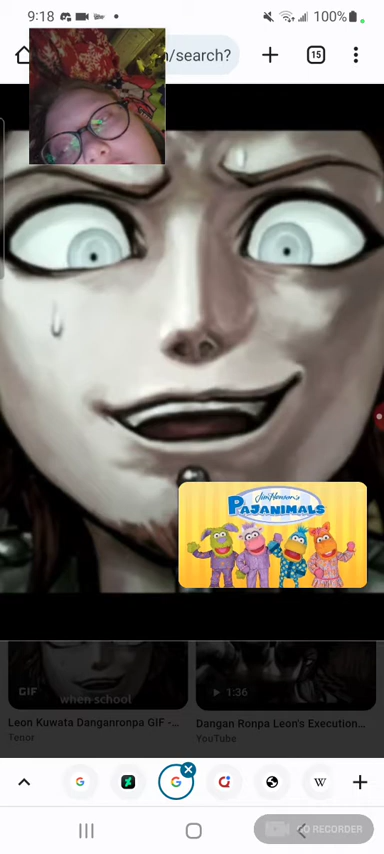 9:18
100%
n/search?
15
Jim Henson's
PAJANIMALS
GIF
when school
1:36
Leon Kuwata Danganronpa GIF -...
Tenor
Dangan Ronpa Leon's Execution...
YouTube
W
GO RECORDER